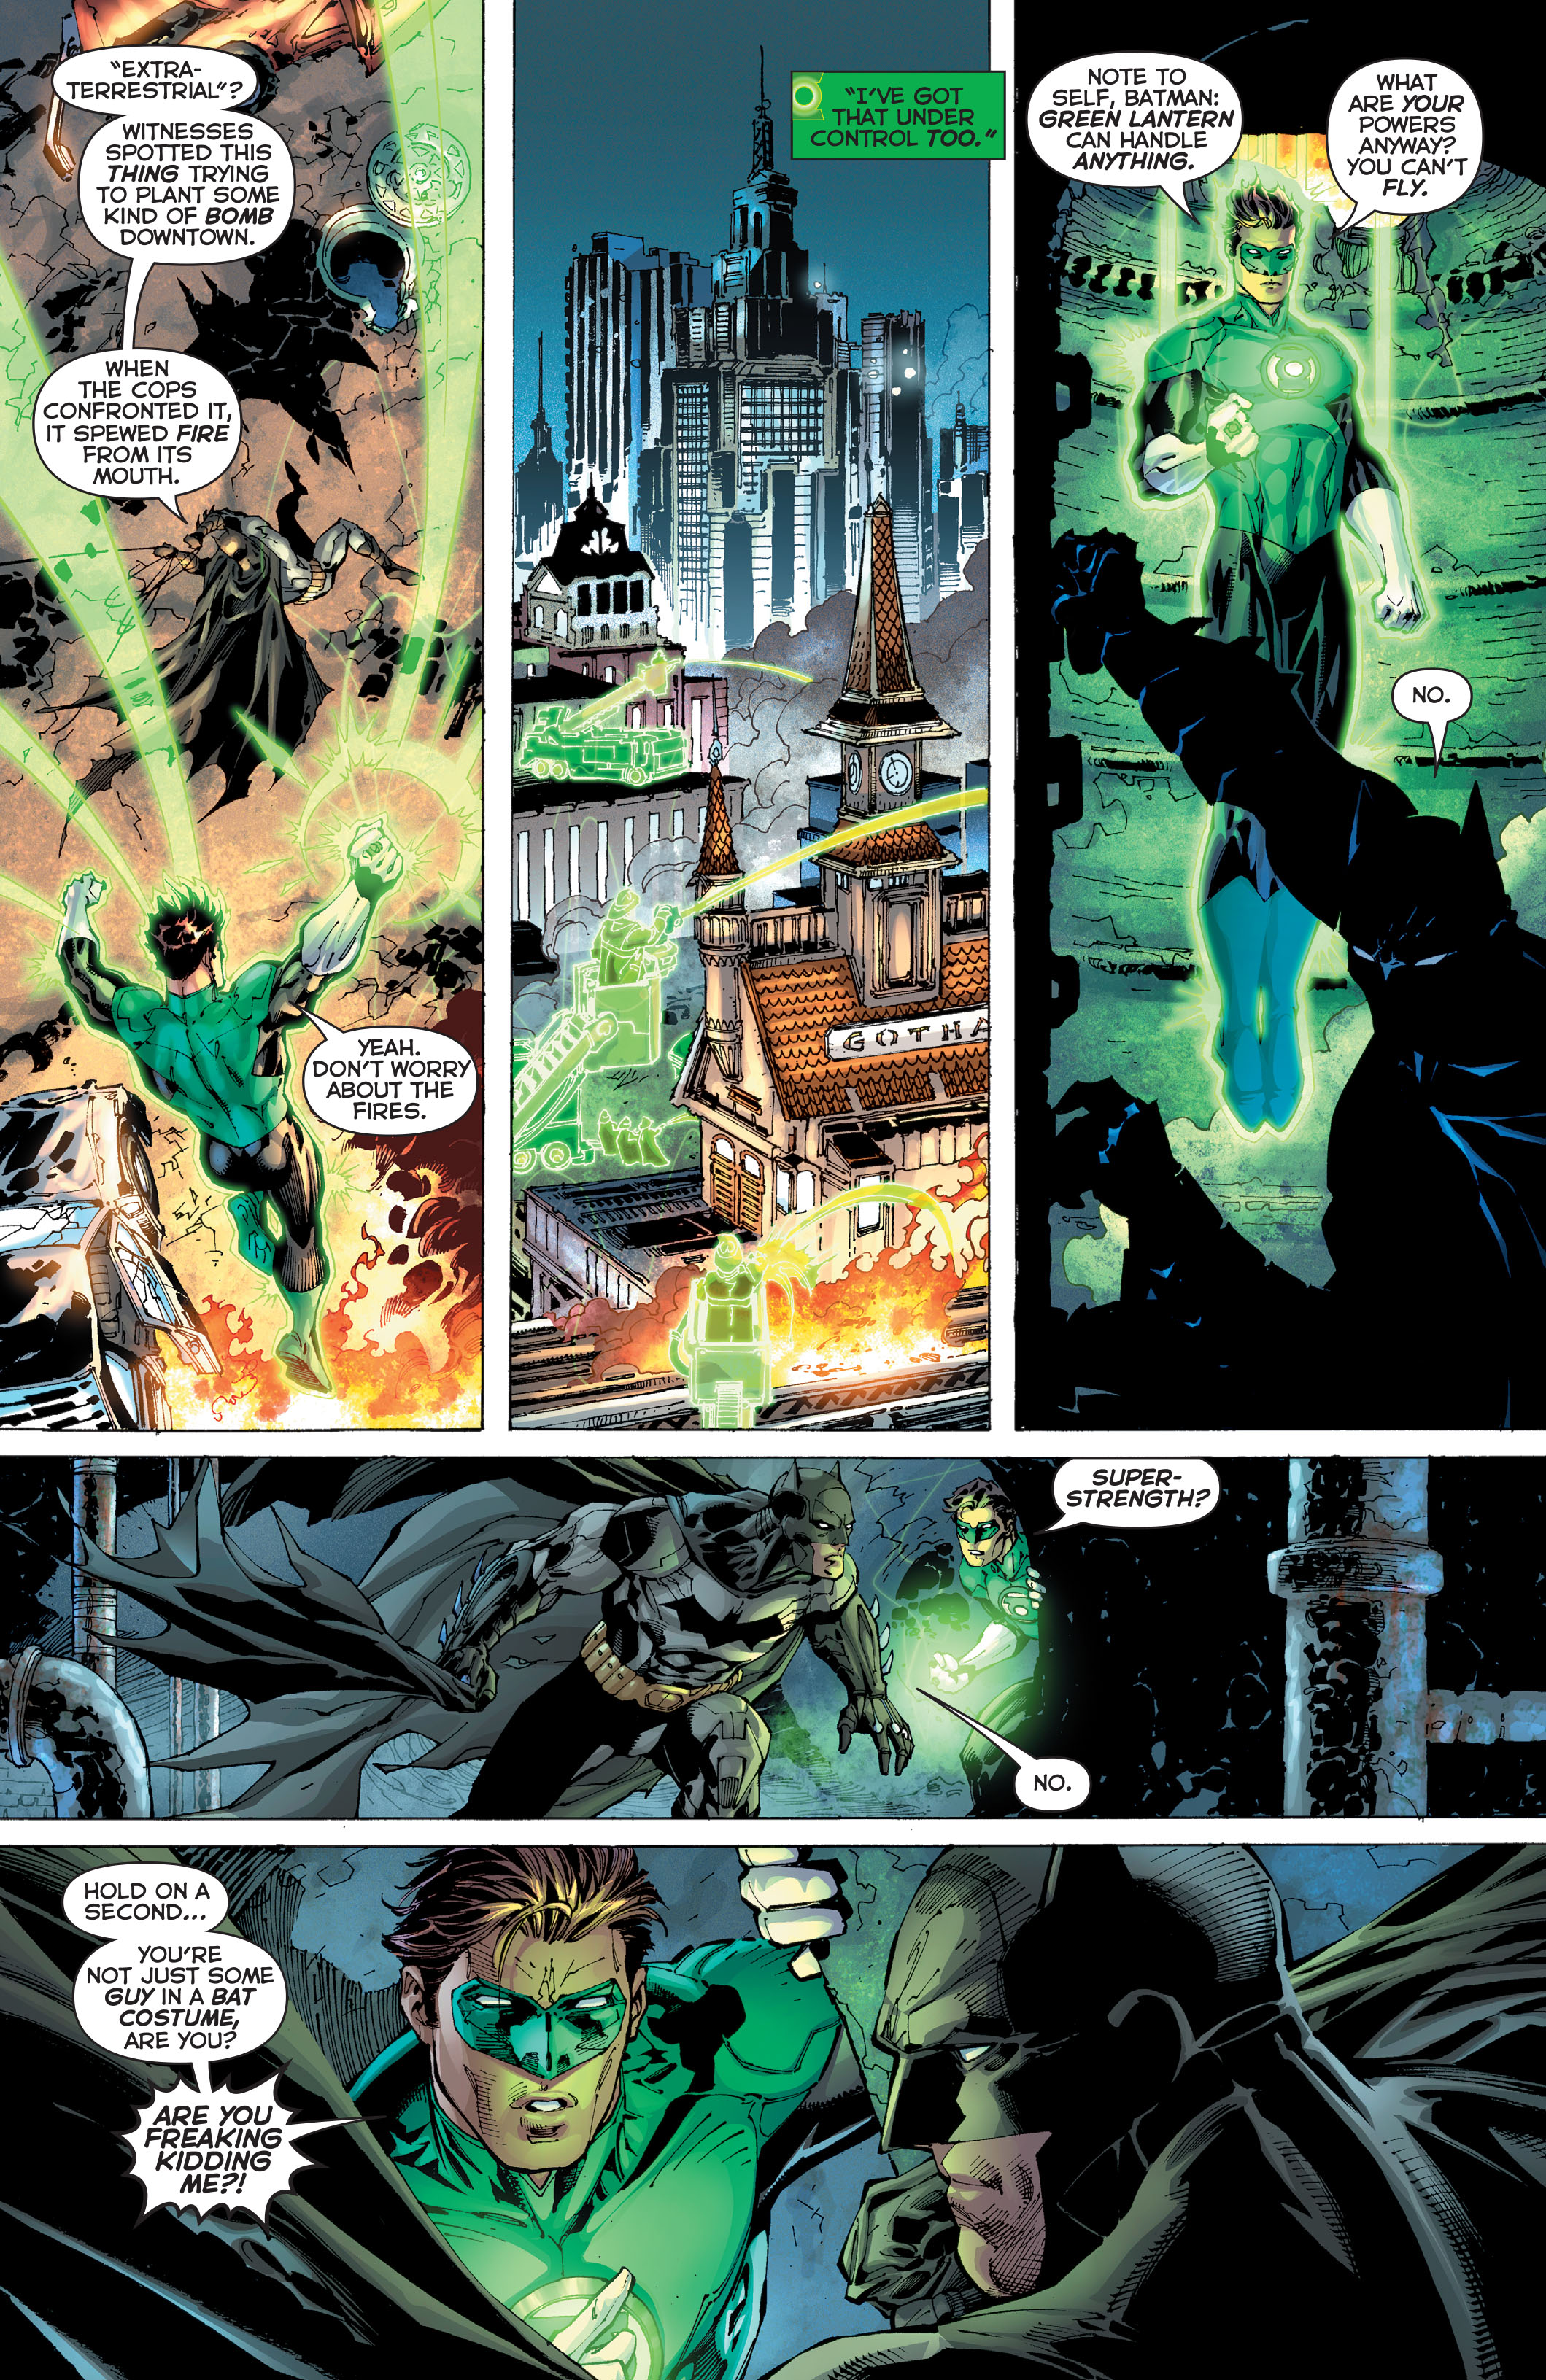 "EXTRA-
TERRESTRIAL"?
WITNESSES
SPOTTED THIS
THING TRYING
TO PLANT SOME
KIND OF BOMB
DOWNTOWN.
WHEN
THE COPS
CONFRONTED IT,
IT SPEWED FIRE
FROM ITS
MOUTH.
YEAH.
DON'T WORRY
ABOUT THE
FIRES.
"I'VE GOT
THAT UNDER
CONTROL TOO."
GOTHA
NOTE TO
SELF, BATMAN:
GREEN LANTERN
CAN HANDLE
ANYTHING.
WHAT
ARE YOUR
POWERS
ANYWAY?
YOU CAN'T
FLY.
NO.
SUPER-
STRENGTH?
NO.
HOLD ON A
SECOND...
YOU'RE
NOT JUST SOME
GUY IN A BAT
COSTUME,
ARE YOU?
ARE YOU
FREAKING
KIDDING
ME?!